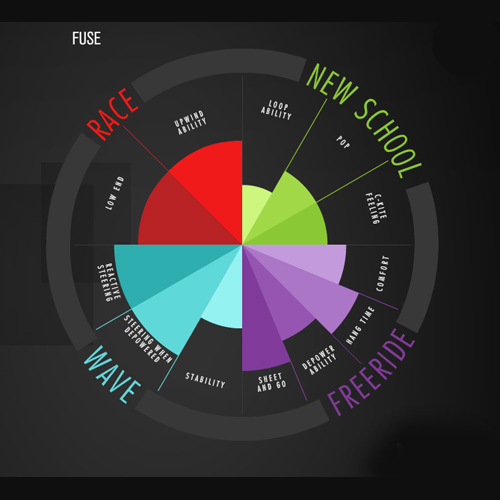 FUSE
RACE
NEW SCHOOL
UPWIND
ABILITY
LOOP
ABILITY
POP
LOW END
C-KITE
FEELING
REACTIVE
STEERING
COMFORT
STEERING WHEN
DEPOWERED
HANG TIME
STABILITY
SHEET
AND GO
DEPOWER
ABILITY
WAVE
FREERIDE